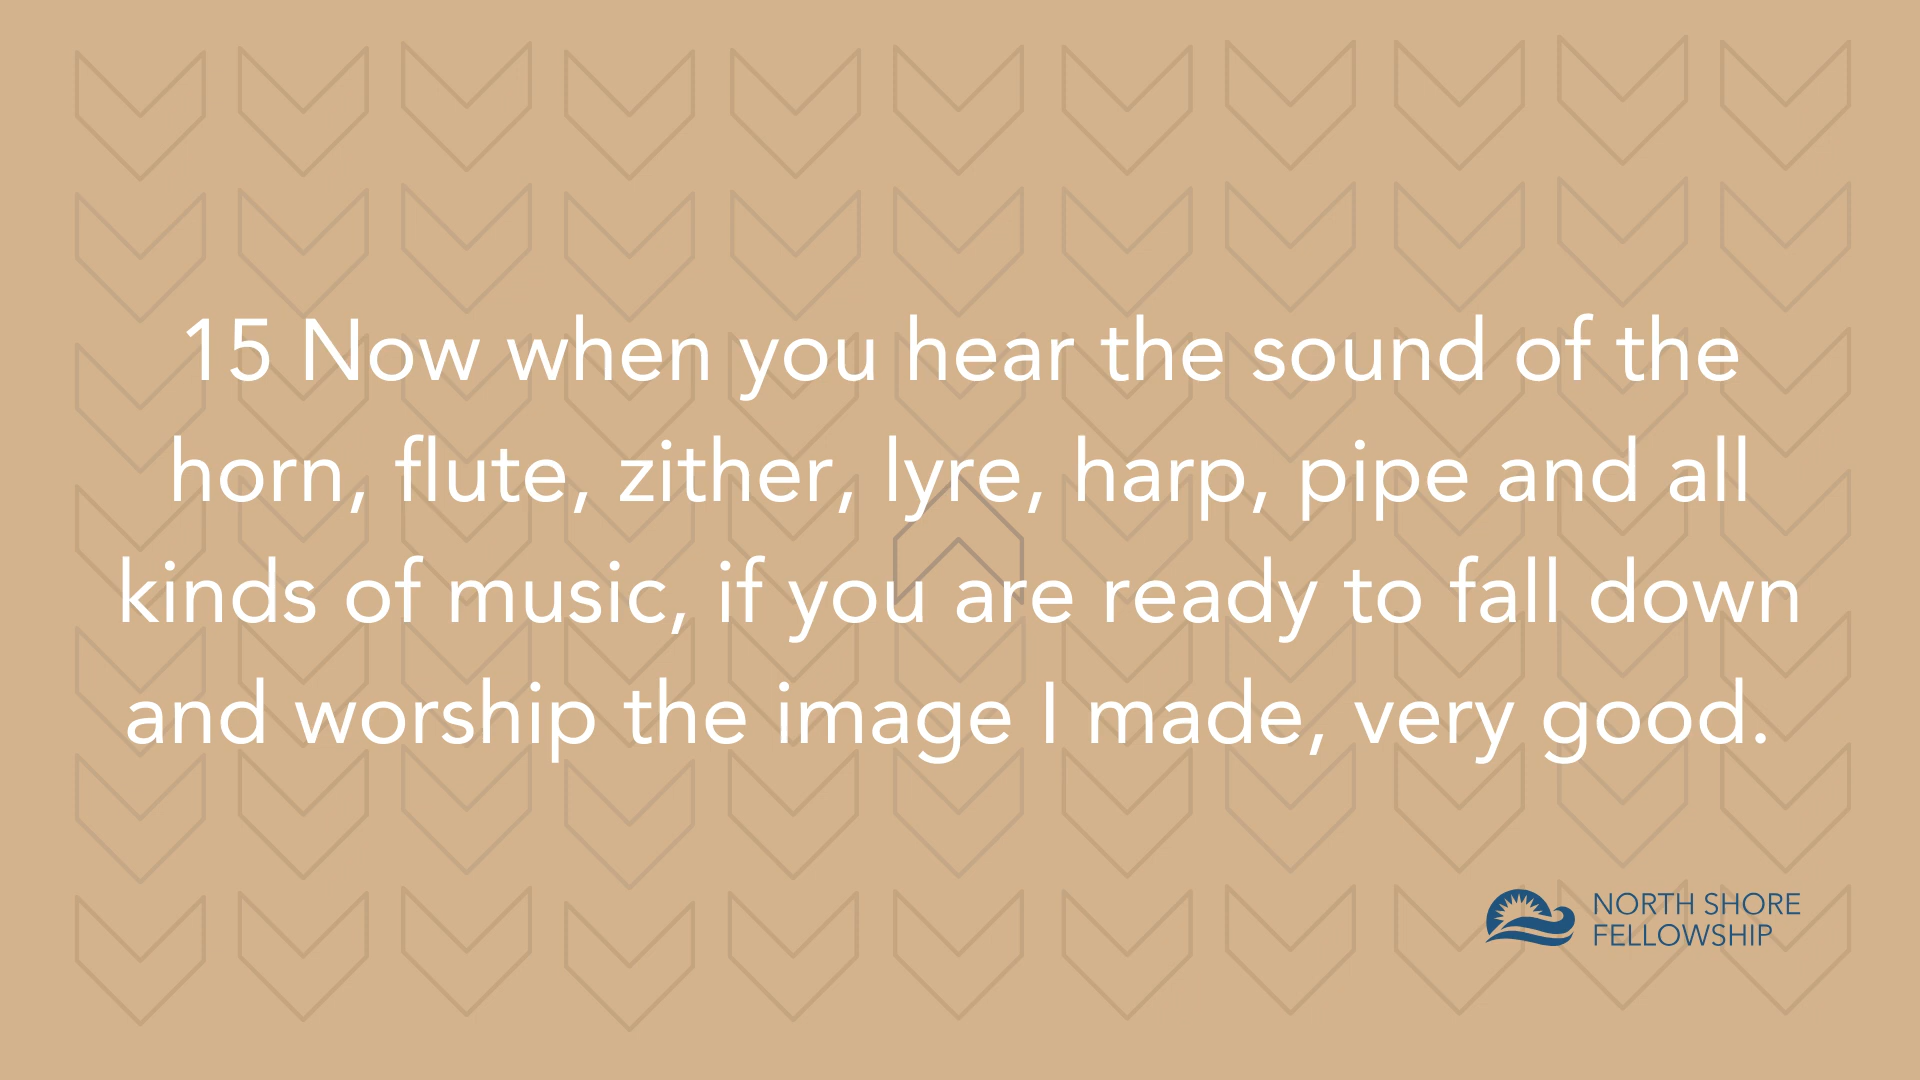 15 Now when you hear the sound of the
horn, flute, zither, lyre, harp, pipe and all
kinds of music, if you are ready to fall down
and worship the image I made, very good.
NORTH SHORE
FELLOWSHIP